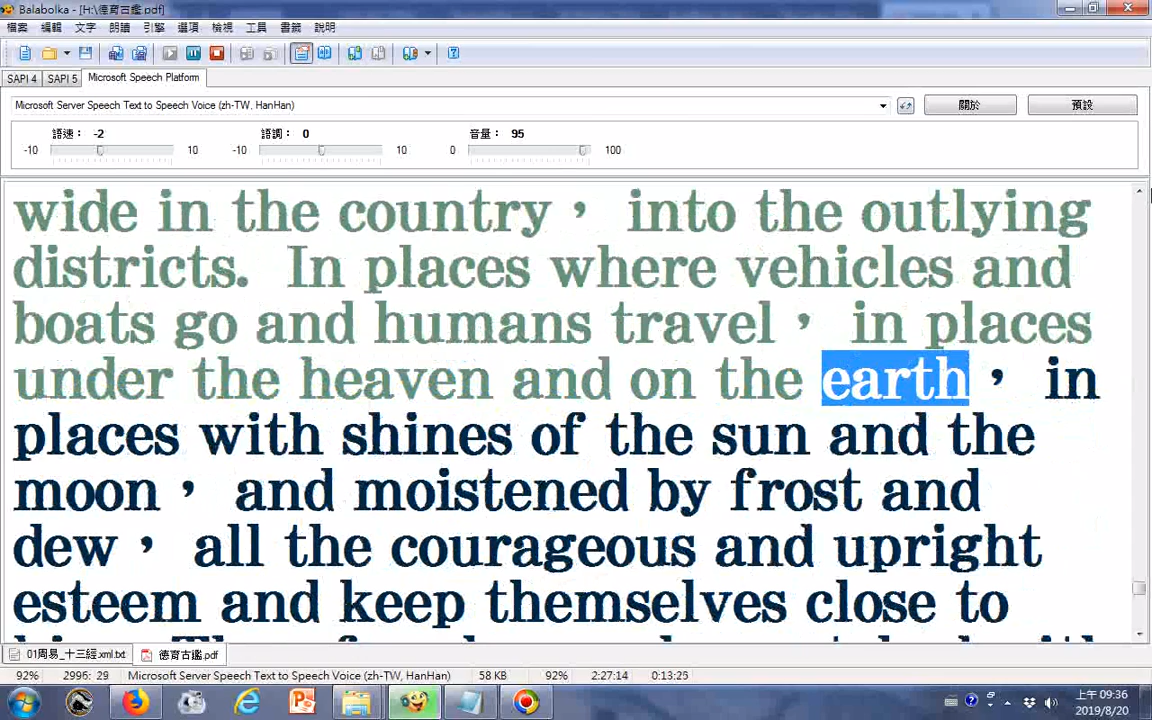 Balabolka - [H:\德育古鑑.pdf]
檔案 編輯 文字 朗讀 引擎 選項 檢視 工具 書籤 說明
SAPI 4 SAPI 5 Microsoft Speech Platform
Microsoft Server Speech Text to Speech Voice (zh-TW, HanHan) 關於 預設
語速： -2 語調： 0 音量： 95
-10 10 -10 10 0 100
wide in the country， into the outlying
districts. In places where vehicles and
boats go and humans travel， in places
under the heaven and on the earth， in
places with shines of the sun and the
moon， and moistened by frost and
dew， all the courageous and upright
esteem and keep themselves close to
01周易_十三經.xml.txt 德育古鑑.pdf
92% 2996: 29 Microsoft Server Speech Text to Speech Voice (zh-TW, HanHan) 58 KB 92% 2:27:14 0:13:25
上午 09:36
2019/8/20